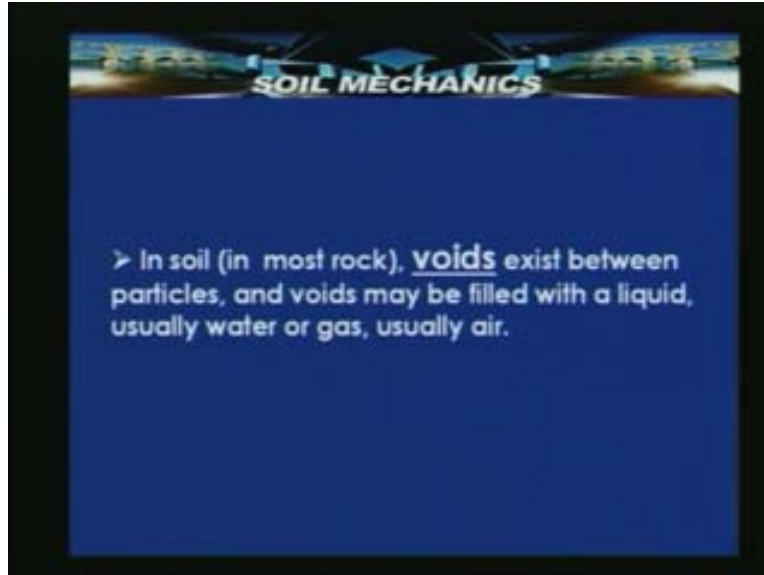 SOIL MECHANICS
➢ In soil (in most rock), voids exist between
particles, and voids may be filled with a liquid,
usually water or gas, usually air.